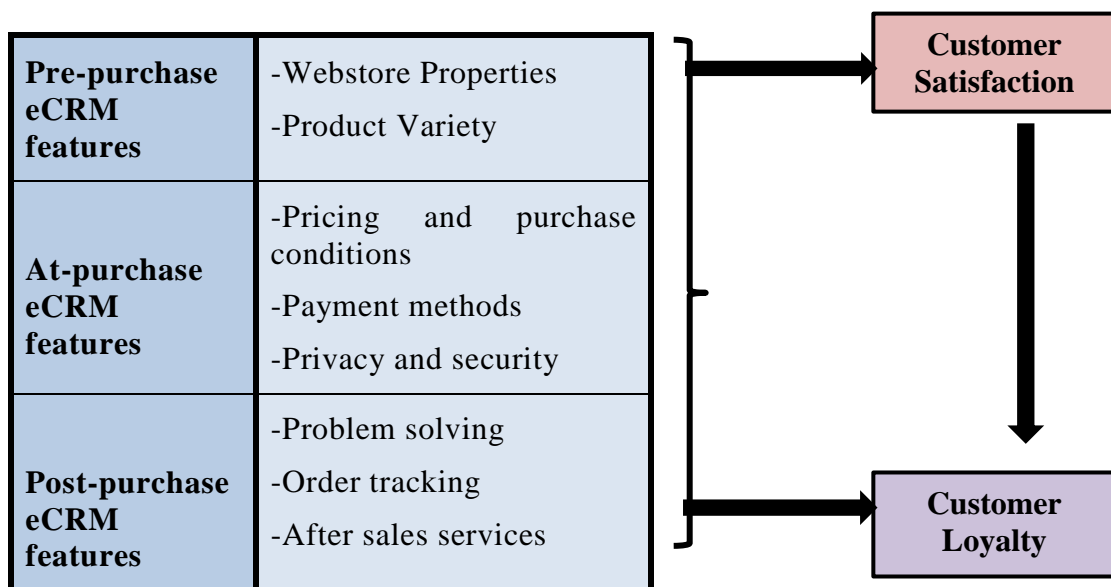 Pre-purchase
eCRM
features
-Webstore Properties
-Product Variety
At-purchase
eCRM
features
-Pricing and purchase
conditions
-Payment methods
-Privacy and security
Post-purchase
eCRM
features
-Problem solving
-Order tracking
-After sales services
Customer
Satisfaction
Customer
Loyalty